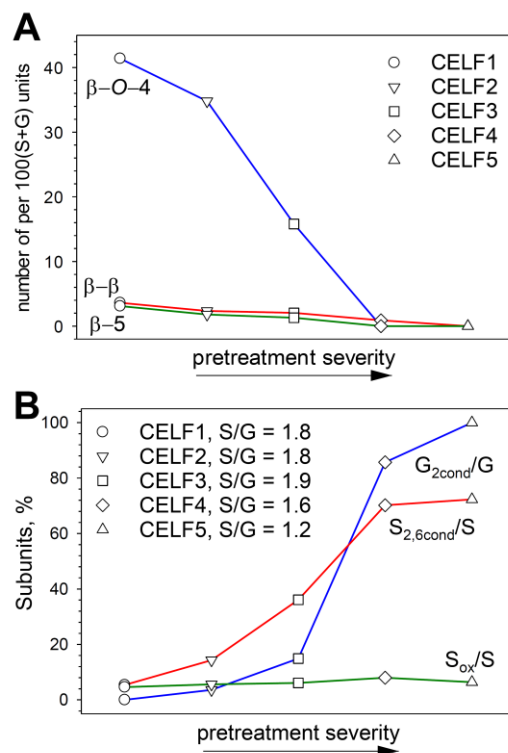 A
40
30
20
10
0
number of per 100(S+G) units
β–O–4
β–β
β–5
CELF1
CELF2
CELF3
CELF4
CELF5
pretreatment severity
B
100
80
60
40
20
0
Subunits, %
CELF1, S/G = 1.8
CELF2, S/G = 1.8
CELF3, S/G = 1.9
CELF4, S/G = 1.6
CELF5, S/G = 1.2
G2cond/G
S2,6cond/S
Sox/S
pretreatment severity